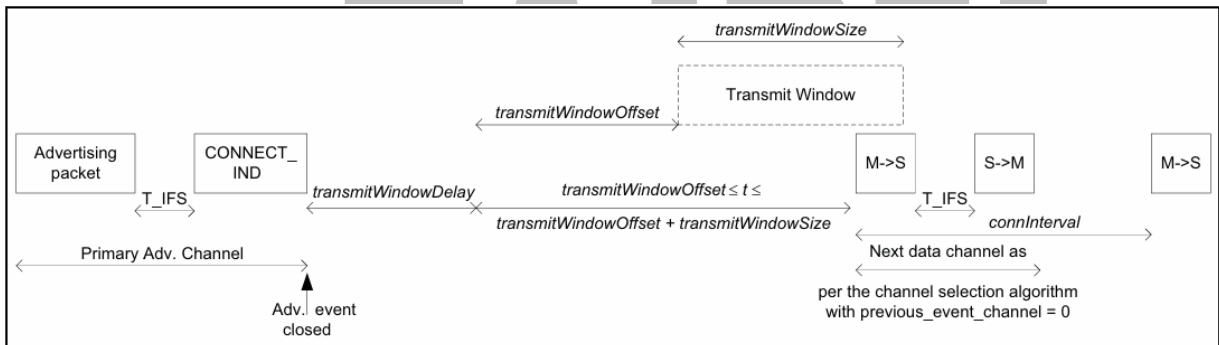 transmitWindowSize
Transmit Window
transmitWindowOffset
Advertising
packet
CONNECT_
IND
M->S
S->M
M->S
T_IFS
transmitWindowDelay
transmitWindowOffset ≤ t ≤
transmitWindowOffset + transmitWindowSize
T_IFS
connInterval
Primary Adv. Channel
Next data channel as
per the channel selection algorithm
with previous_event_channel = 0
Adv. event
closed